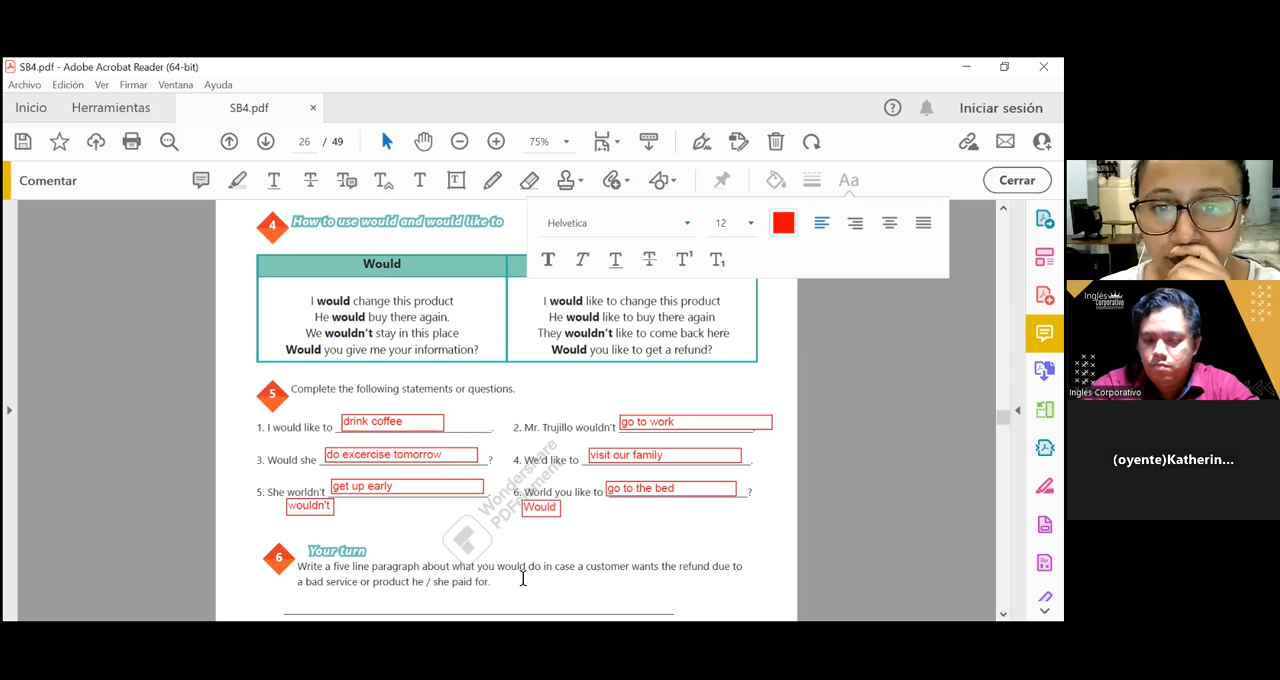 SB4.pdf - Adobe Acrobat Reader (64-bit)
Archivo Edición Ver Firmar Ventana Ayuda
Inicio Herramientas SB4.pdf × Iniciar sesión
26 / 49 75%
Comentar Cerrar
Helvetica 12
4 How to use would and would like to
Would
I would change this product
He would buy there again.
We wouldn't stay in this place
Would you give me your information?
I would like to change this product
He would like to buy there again
They wouldn't like to come back here
Would you like to get a refund?
5 Complete the following statements or questions.
1. I would like to drink coffee.
2. Mr. Trujillo wouldn't go to work.
3. Would she do excercise tomorrow?
4. We'd like to visit our family.
5. She worldn't get up early.
wouldn't
6. World you like to go to the bed?
Would
Wondershare
PDFelement
6 Your turn
Write a five line paragraph about what you would do in case a customer wants the refund due to
a bad service or product he / she paid for.
Inglés
Corporativo
Inglés Corporativo
(oyente)Katherin...